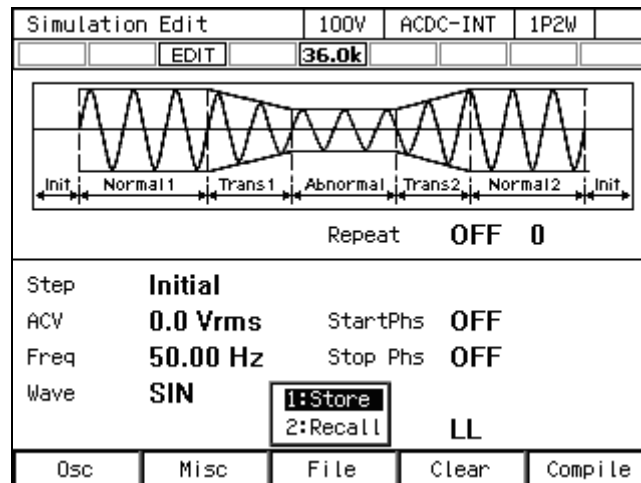 Simulation Edit 100V ACDC-INT 1P2W
EDIT 36.0k
Init Normal1 Trans1 Abnormal Trans2 Normal2 Init
Repeat OFF 0
Step Initial
ACV 0.0 Vrms StartPhs OFF
Freq 50.00 Hz Stop Phs OFF
Wave SIN
1:Store
2:Recall LL
Osc Misc File Clear Compile